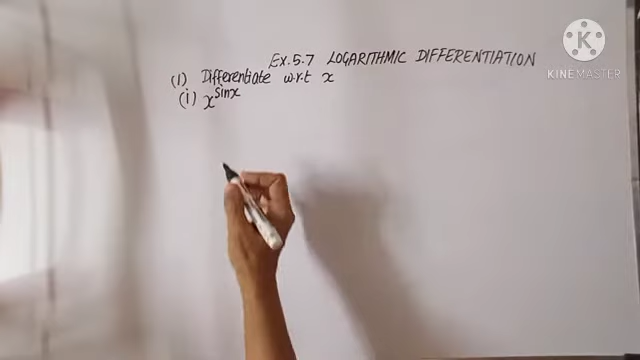 Ex. 5.7 LOGARITHMIC DIFFERENTIATION
(1) Differentiate w.r.t x
(i) x^sinx
KINEMASTER